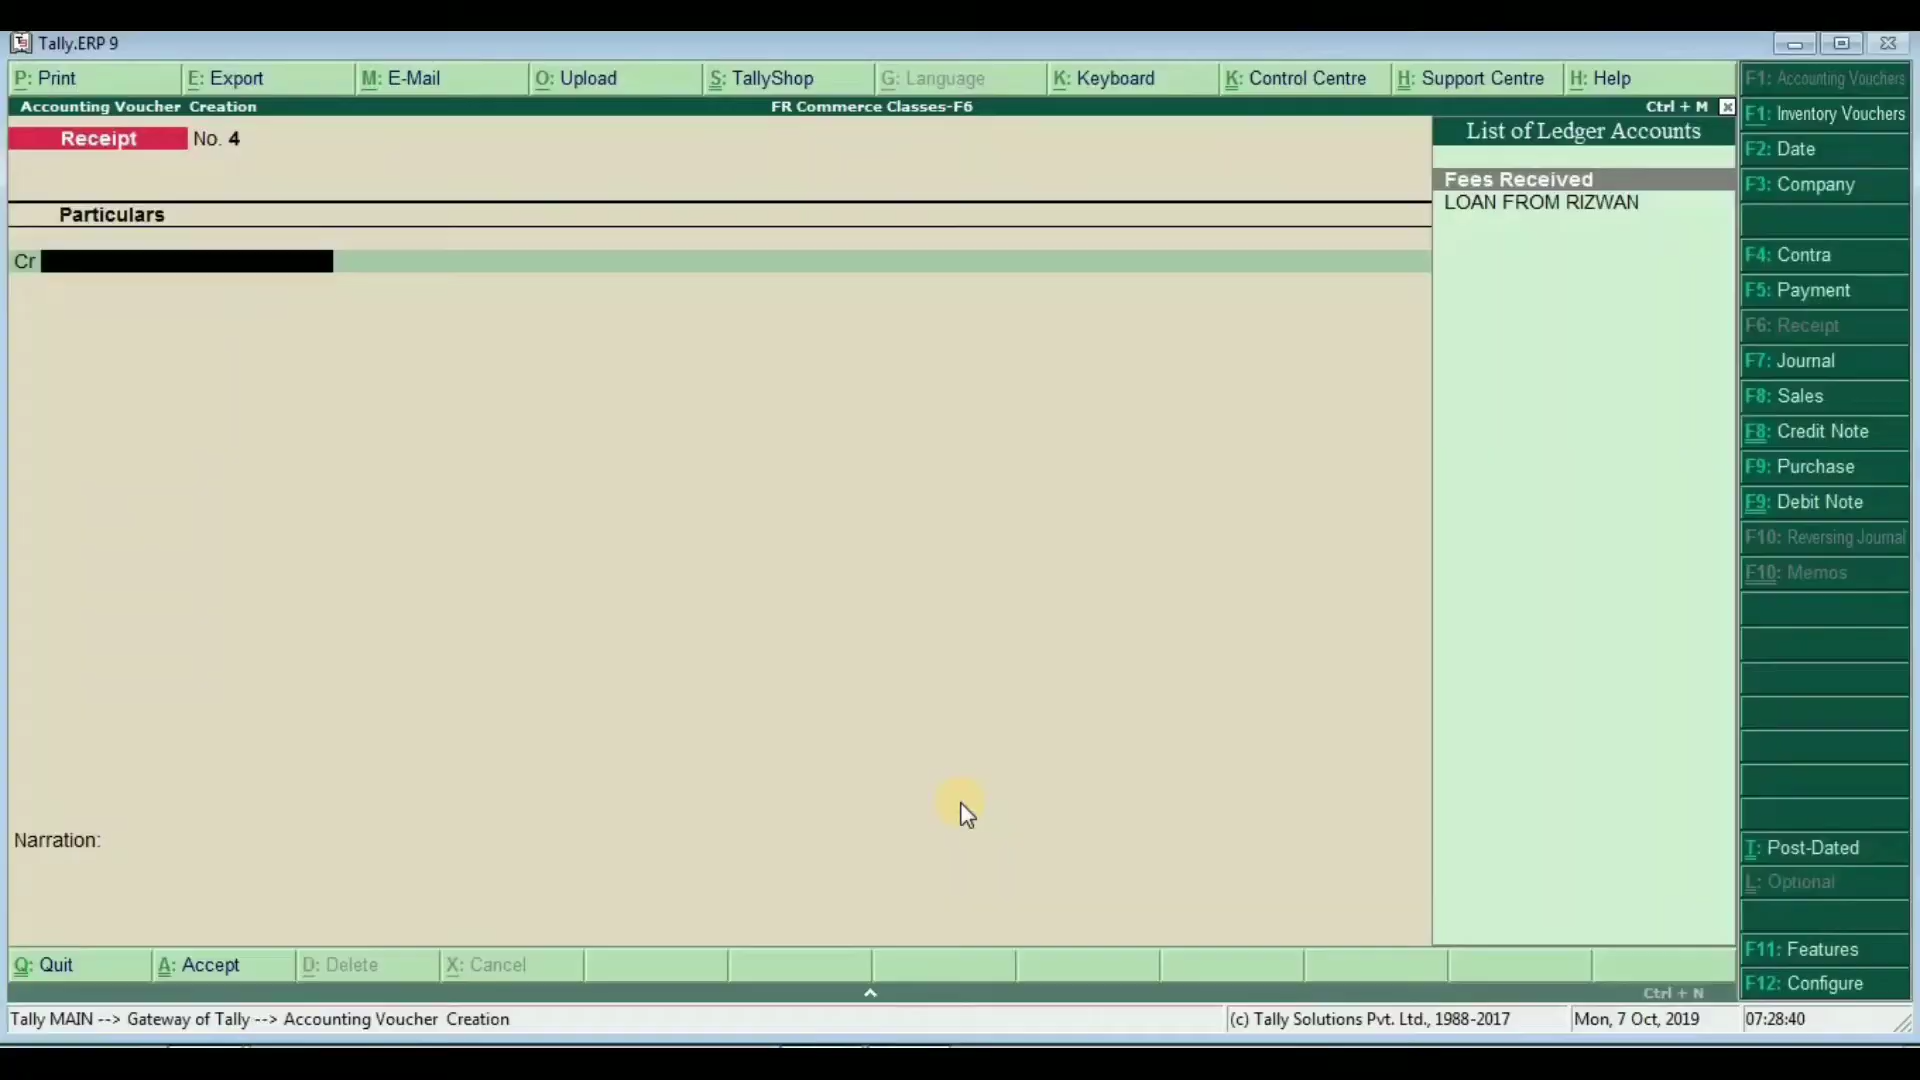 Tally.ERP 9
P: Print E: Export M: E-Mail O: Upload S: TallyShop G: Language K: Keyboard K: Control Centre H: Support Centre H: Help
Accounting Voucher Creation FR Commerce Classes-F6 Ctrl + M
Receipt No. 4
Particulars
Cr
Narration:
List of Ledger Accounts
Fees Received
LOAN FROM RIZWAN
F1: Accounting Vouchers
F1: Inventory Vouchers
F2: Date
F3: Company
F4: Contra
F5: Payment
F6: Receipt
F7: Journal
F8: Sales
F8: Credit Note
F9: Purchase
F9: Debit Note
F10: Reversing Journal
F10: Memos
T: Post-Dated
L: Optional
F11: Features
F12: Configure
Q: Quit A: Accept D: Delete X: Cancel
Ctrl + N
Tally MAIN --> Gateway of Tally --> Accounting Voucher Creation (c) Tally Solutions Pvt. Ltd., 1988-2017 Mon, 7 Oct, 2019 07:28:40